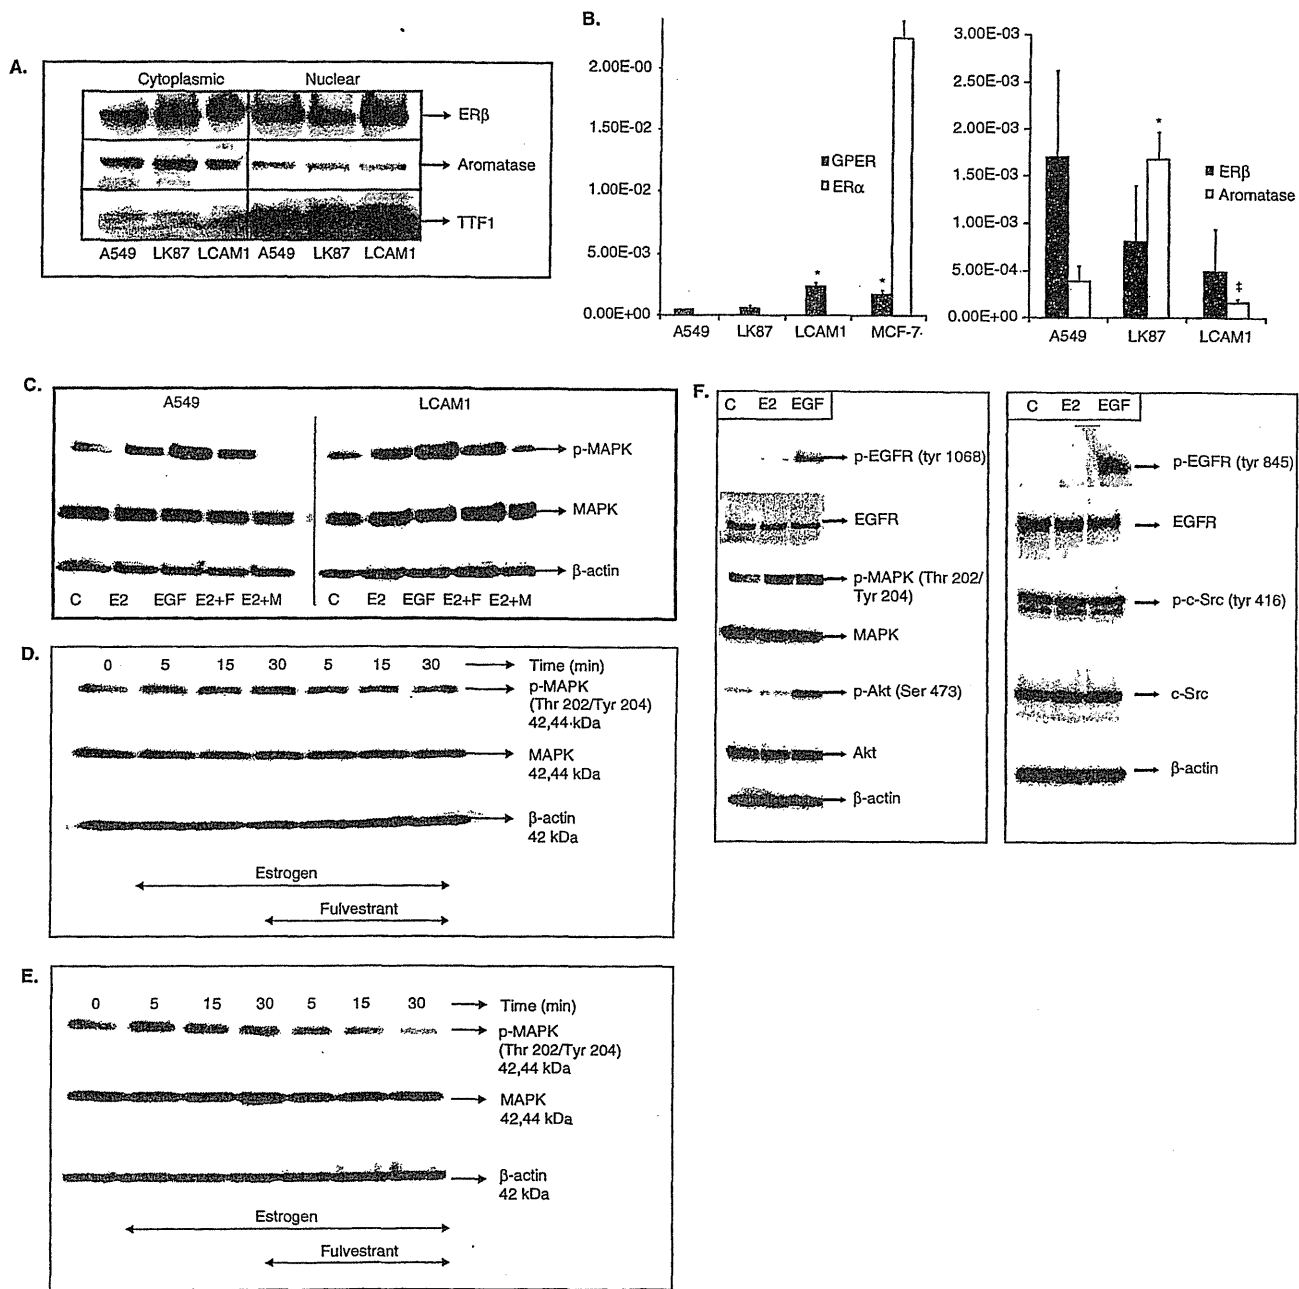 A.
Cytoplasmic Nuclear
ERβ
Aromatase
TTF1
A549 LK87 LCAM1 A549 LK87 LCAM1
B.
2.00E-00
1.50E-02
1.00E-02
5.00E-03
0.00E+00
GPER
ERα
*
*
A549 LK87 LCAM1 MCF-7
3.00E-03
2.50E-03
2.00E-03
1.50E-03
1.00E-03
5.00E-04
0.00E+00
*
‡
ERβ
Aromatase
A549 LK87 LCAM1
C.
A549 LCAM1
p-MAPK
MAPK
β-actin
C E2 EGF E2+F E2+M C E2 EGF E2+F E2+M
D.
0 5 15 30 5 15 30 Time (min)
p-MAPK
(Thr 202/Tyr 204)
42,44 kDa
MAPK
42,44 kDa
β-actin
42 kDa
Estrogen
Fulvestrant
E.
0 5 15 30 5 15 30 Time (min)
p-MAPK
(Thr 202/Tyr 204)
42,44 kDa
MAPK
42,44 kDa
β-actin
42 kDa
Estrogen
Fulvestrant
F.
C E2 EGF
p-EGFR (tyr 1068)
EGFR
p-MAPK (Thr 202/
Tyr 204)
MAPK
p-Akt (Ser 473)
Akt
β-actin
C E2 EGF
p-EGFR (tyr 845)
EGFR
p-c-Src (tyr 416)
c-Src
β-actin